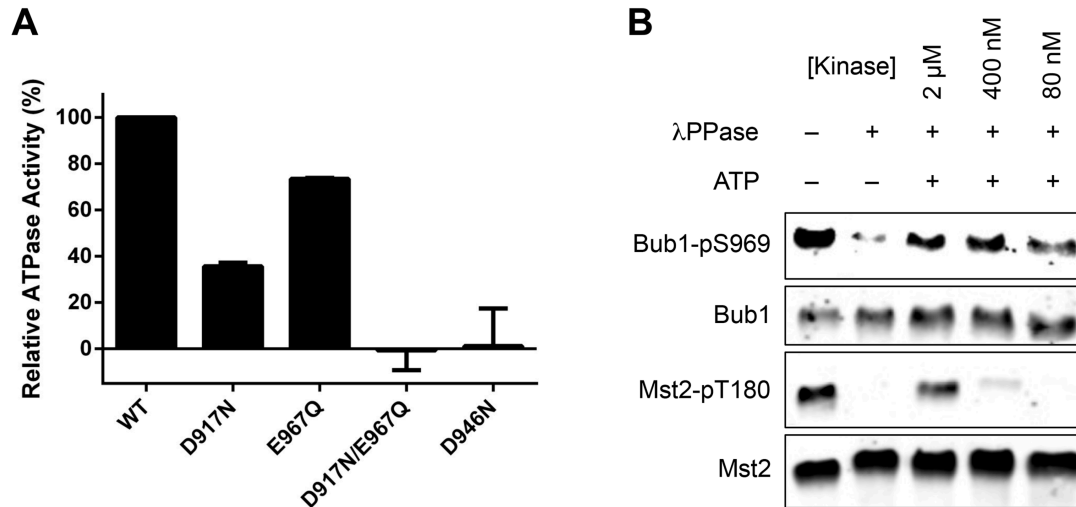 A
Relative ATPase Activity (%)
100
80
60
40
20
0
WT
D917N
E967Q
D917N/E967Q
D946N
B
[Kinase] 2 µM 400 nM 80 nM
λPPase – + + + +
ATP – – + + +
Bub1-pS969
Bub1
Mst2-pT180
Mst2